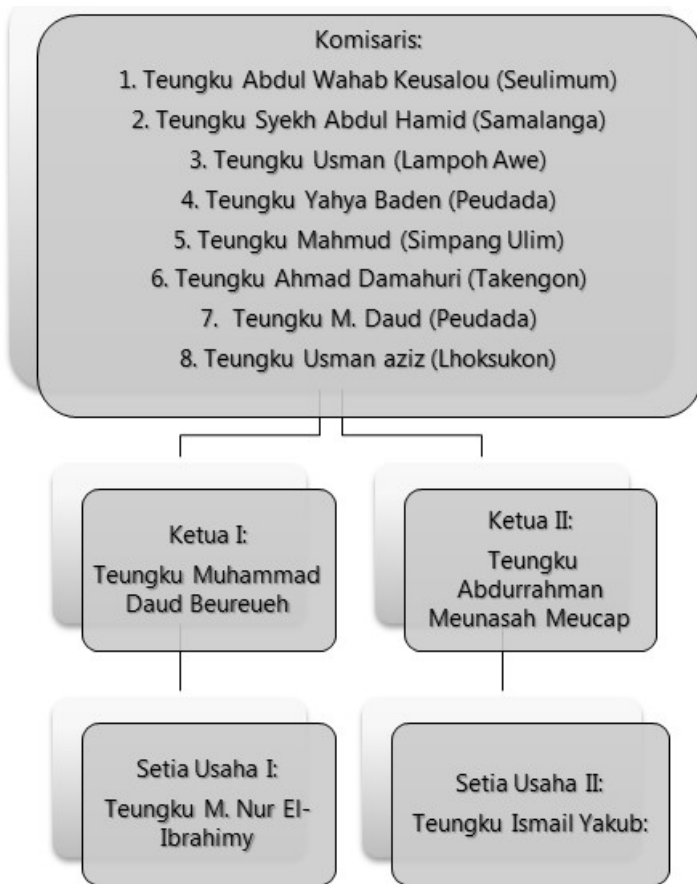 Komisaris:
1. Teungku Abdul Wahab Keusalou (Seulimum)
2. Teungku Syekh Abdul Hamid (Samalanga)
3. Teungku Usman (Lampoh Awe)
4. Teungku Yahya Baden (Peudada)
5. Teungku Mahmud (Simpang Ulim)
6. Teungku Ahmad Damahuri (Takengon)
7. Teungku M. Daud (Peudada)
8. Teungku Usman aziz (Lhoksukon)
Ketua I:
Teungku Muhammad
Daud Beureueh
Ketua II:
Teungku
Abdurrahman
Meunasah Meucap
Setia Usaha I:
Teungku M. Nur El-
Ibrahimy
Setia Usaha II:
Teungku Ismail Yakub: